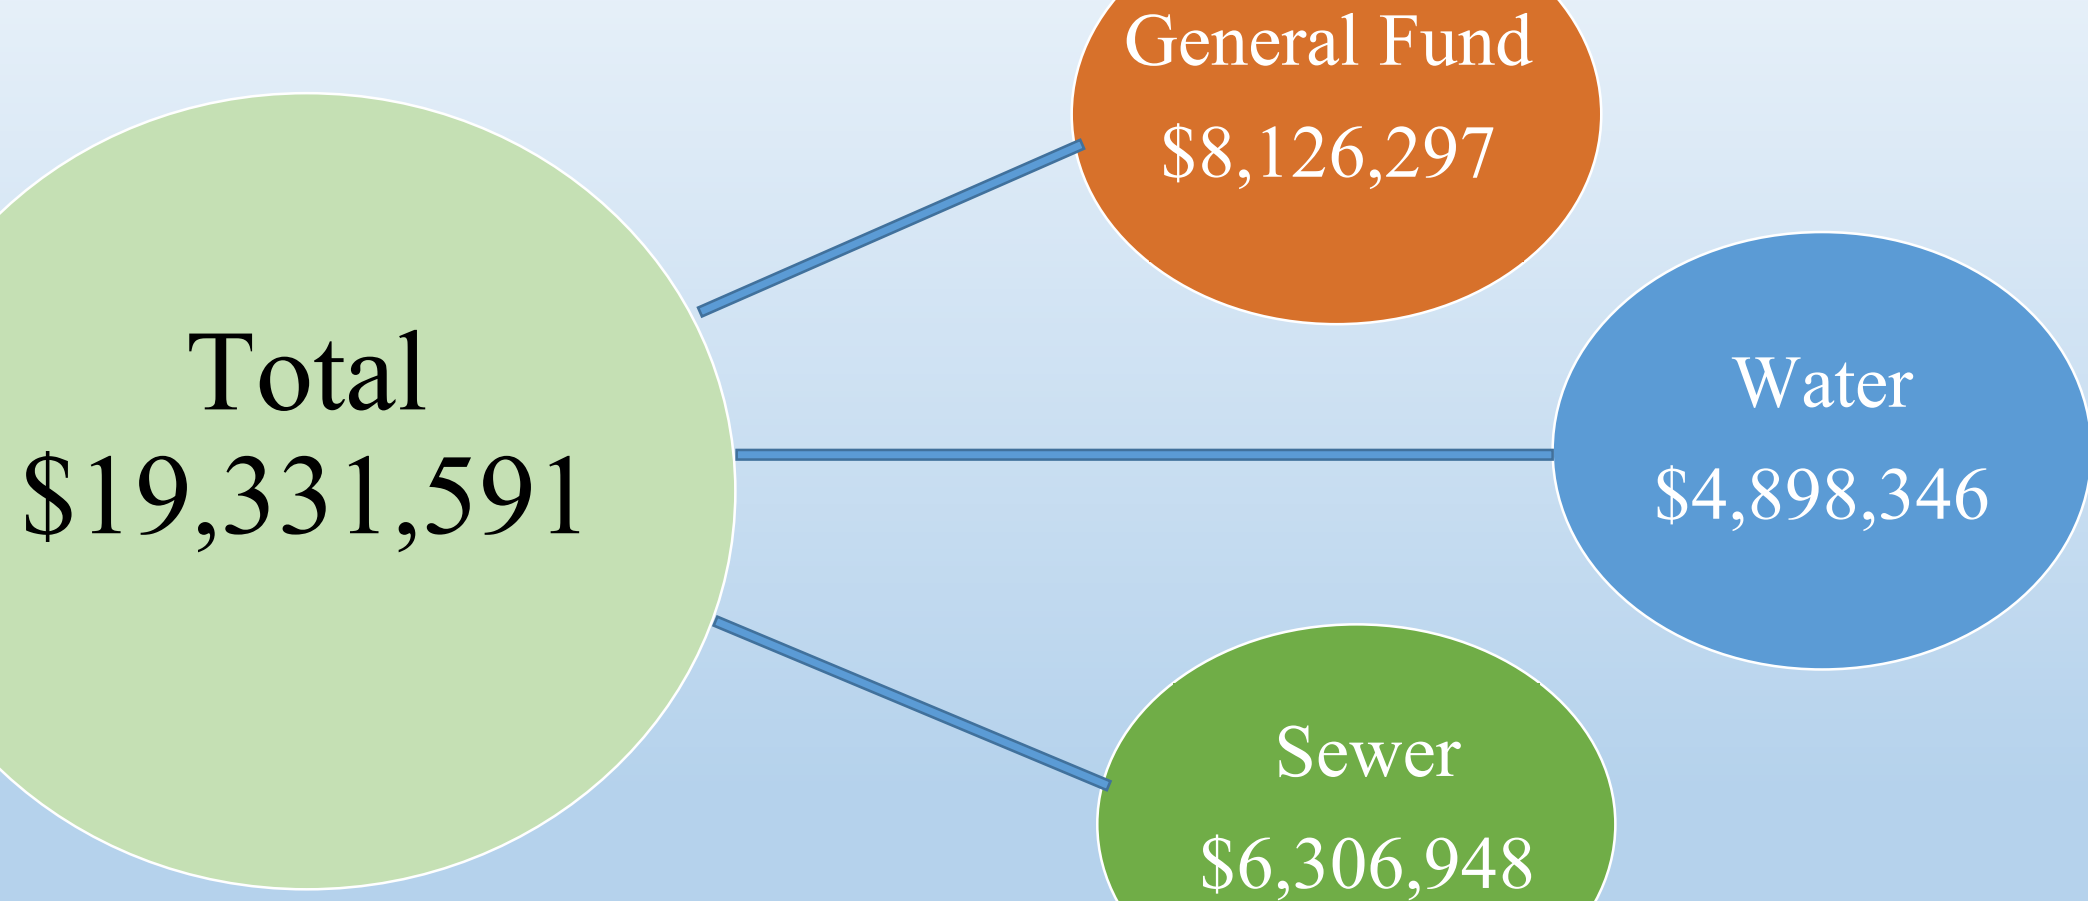 General Fund
$8,126,297
Total
$19,331,591
Water
$4,898,346
Sewer
$6,306,948